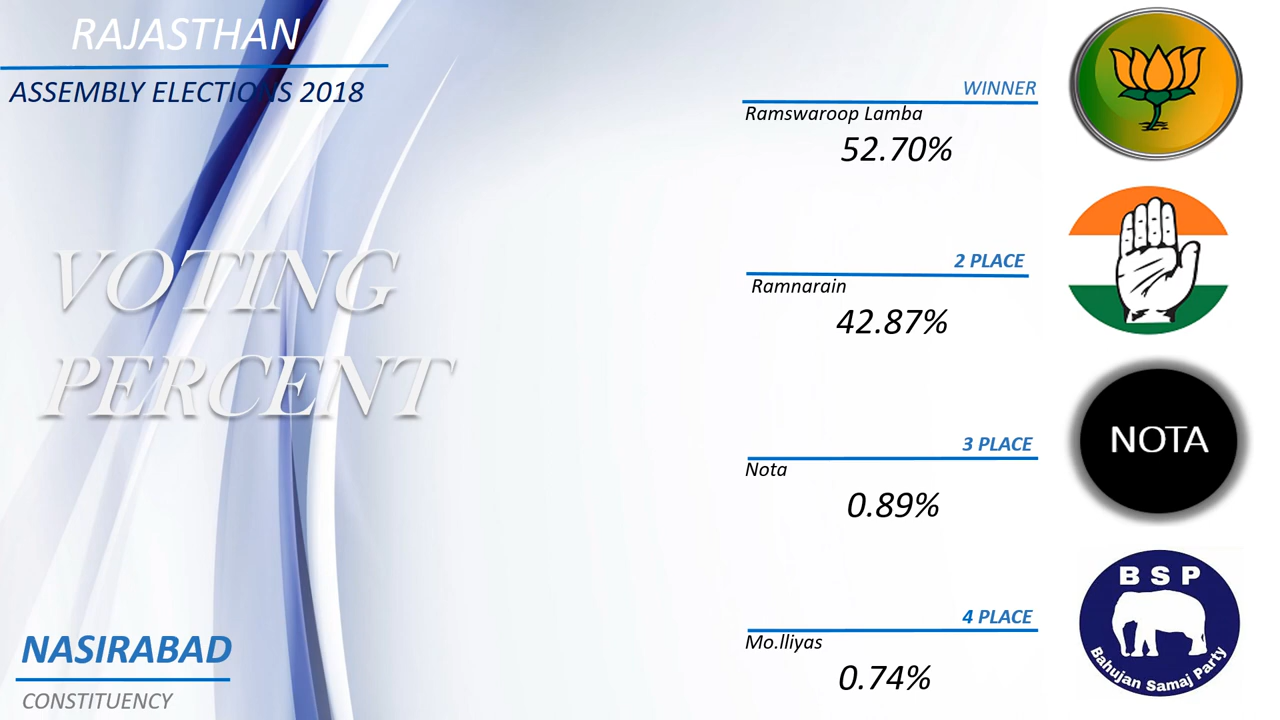 RAJASTHAN
ASSEMBLY ELECTIONS 2018
VOTING
PERCENT
NASIRABAD
CONSTITUENCY
WINNER
Ramswaroop Lamba
52.70%
2 PLACE
Ramnarain
42.87%
3 PLACE
Nota
0.89%
NOTA
4 PLACE
Mo.lliyas
0.74%
BSP
Bahujan Samaj Party